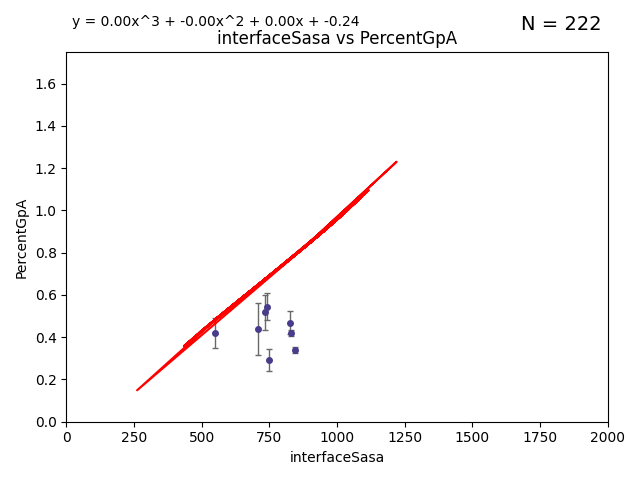 y = 0.00x^3 + -0.00x^2 + 0.00x + -0.24
N = 222
interfaceSasa vs PercentGpA
1.6
1.4
1.2
1.0
0.8
0.6
0.4
0.2
0.0
PercentGpA
0 250 500 750 1000 1250 1500 1750 2000
interfaceSasa